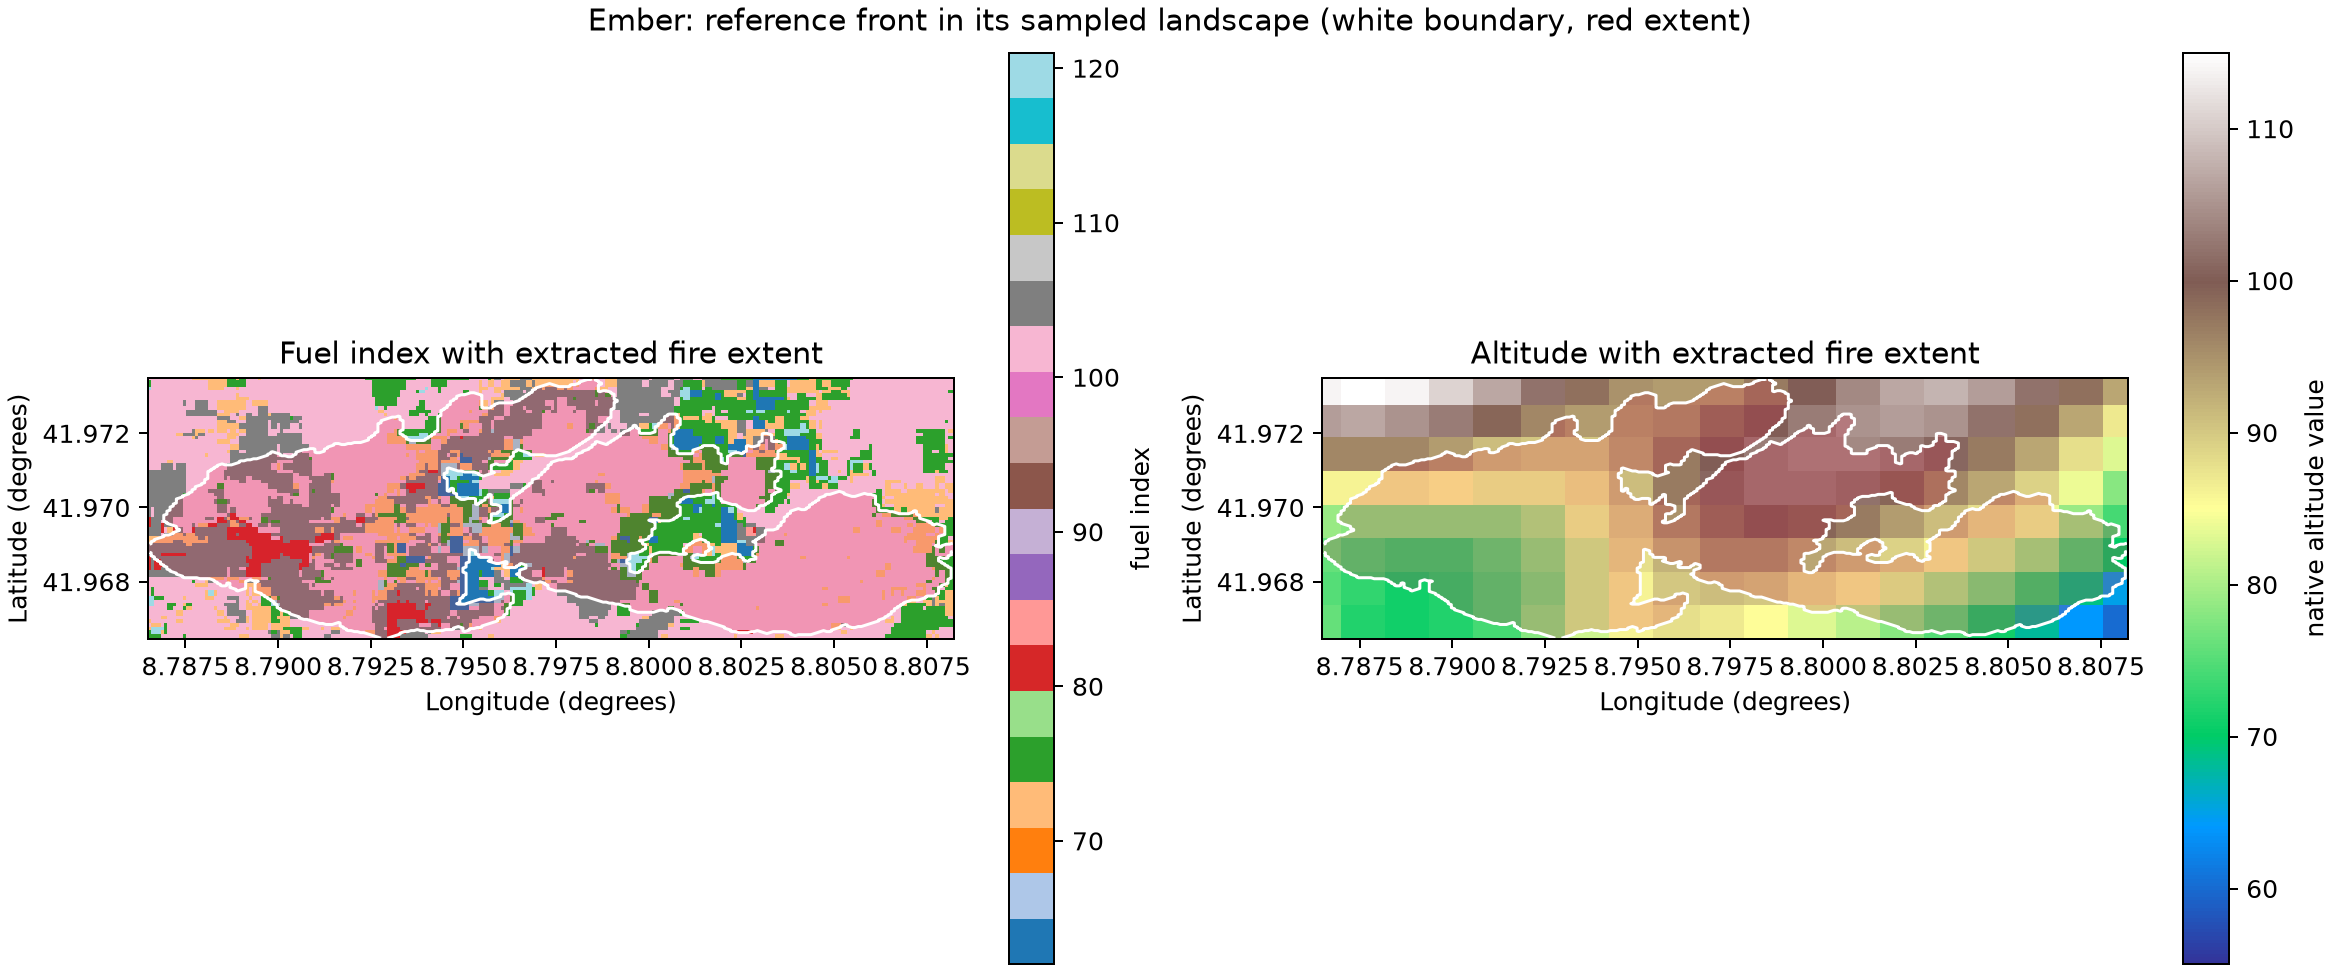 Ember: reference front in its sampled landscape (white boundary, red extent)
Fuel index with extracted fire extent
Latitude (degrees)
41.972
41.970
41.968
8.7875 8.7900 8.7925 8.7950 8.7975 8.8000 8.8025 8.8050 8.8075
Longitude (degrees)
120
110
100
90
80
70
fuel index
Altitude with extracted fire extent
Latitude (degrees)
41.972
41.970
41.968
8.7875 8.7900 8.7925 8.7950 8.7975 8.8000 8.8025 8.8050 8.8075
Longitude (degrees)
110
100
90
80
70
60
native altitude value